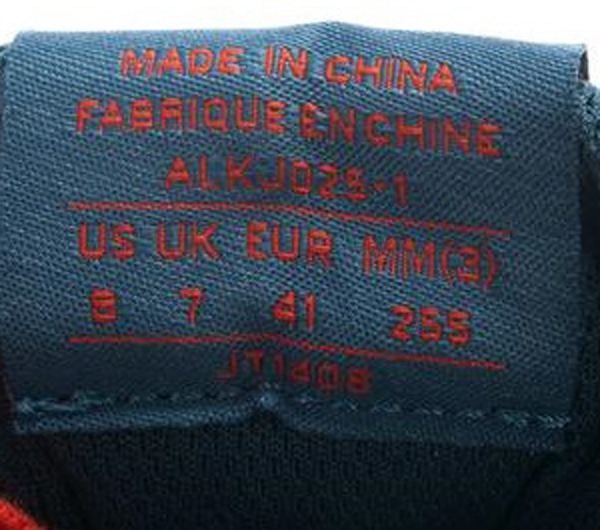 MADE IN CHINA
FABRIQUE EN CHINE
ALKJ025-1
US UK EUR MM(3)
8 7 41 255
JT1408